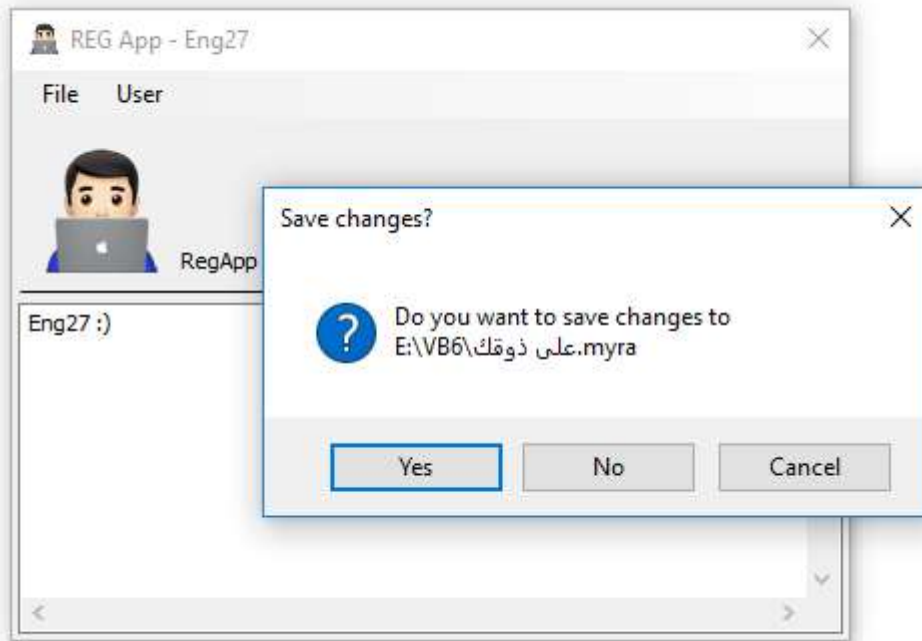 REG App - Eng27
File User
RegApp
Save changes?
Eng27 :)
Do you want to save changes to
E:\VB6\على ذوقك.myra
Yes No Cancel